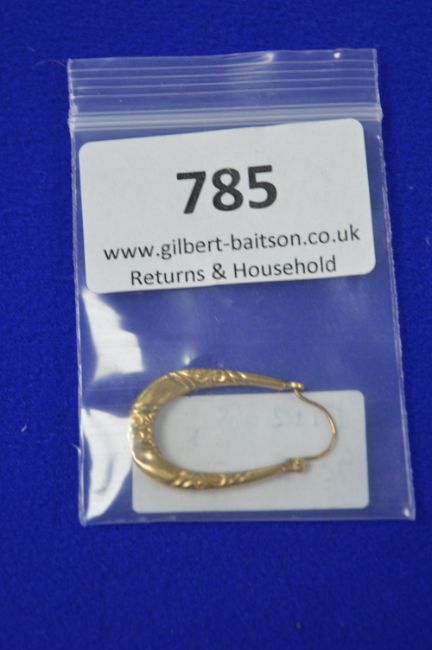 785
www.gilbert-baitson.co.uk
Returns & Household